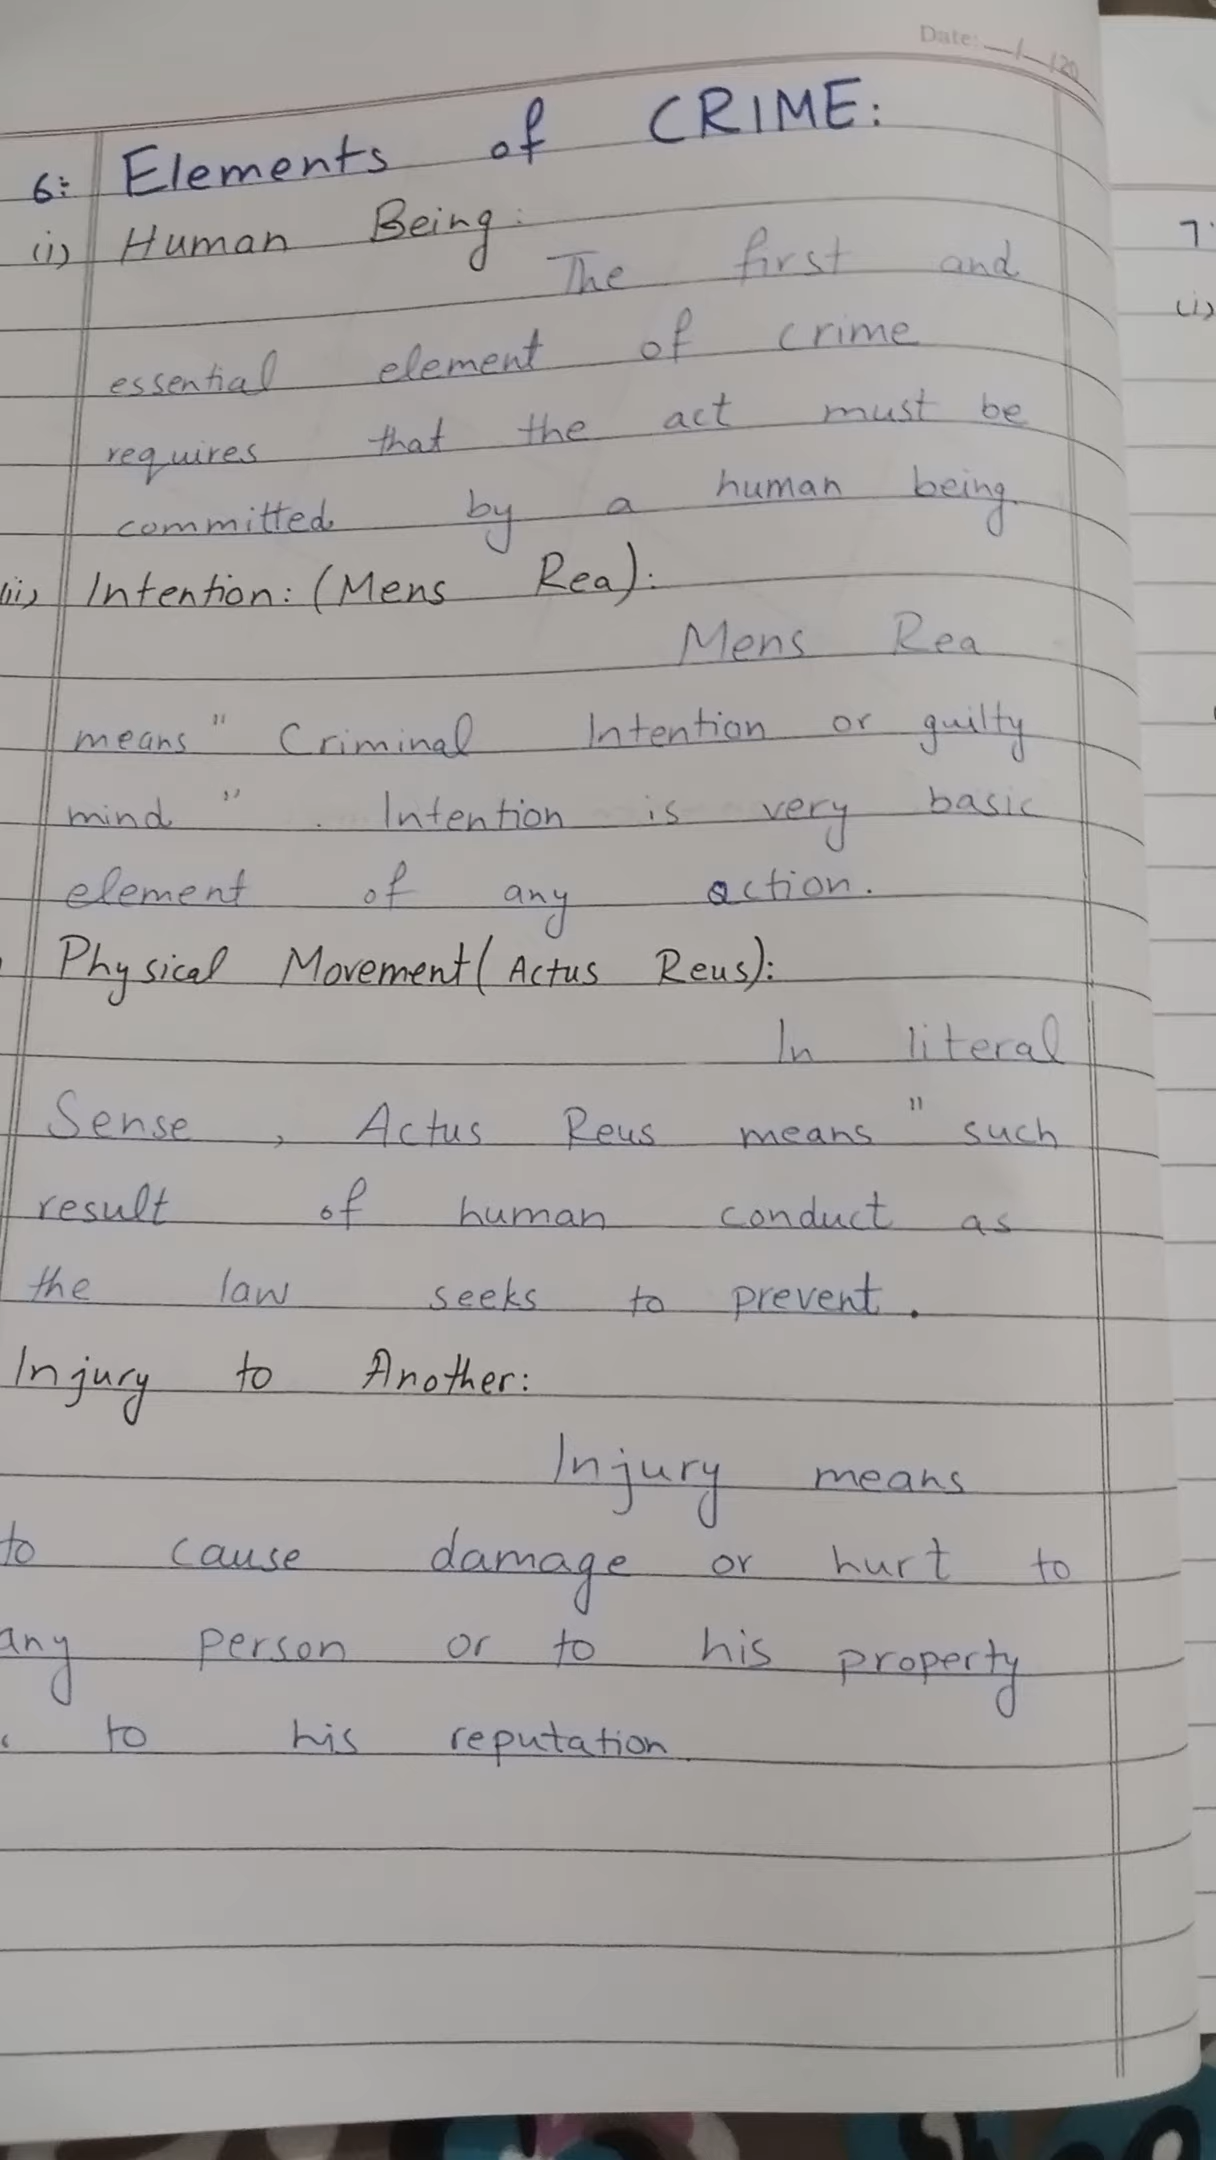 Date: __/__/20
6: Elements of CRIME:
(i) Human Being:
The first and
essential element of crime
requires that the act must be
committed by a human being.
(ii) Intention: (Mens Rea):
Mens Rea
means " Criminal Intention or guilty
mind ". Intention is very basic
element of any action.
Physical Movement (Actus Reus):
In literal
Sense, Actus Reus means " such
result of human conduct as
the law seeks to prevent.
Injury to Another:
Injury means
to cause damage or hurt to
any person or to his property
to his reputation.
7
(i)